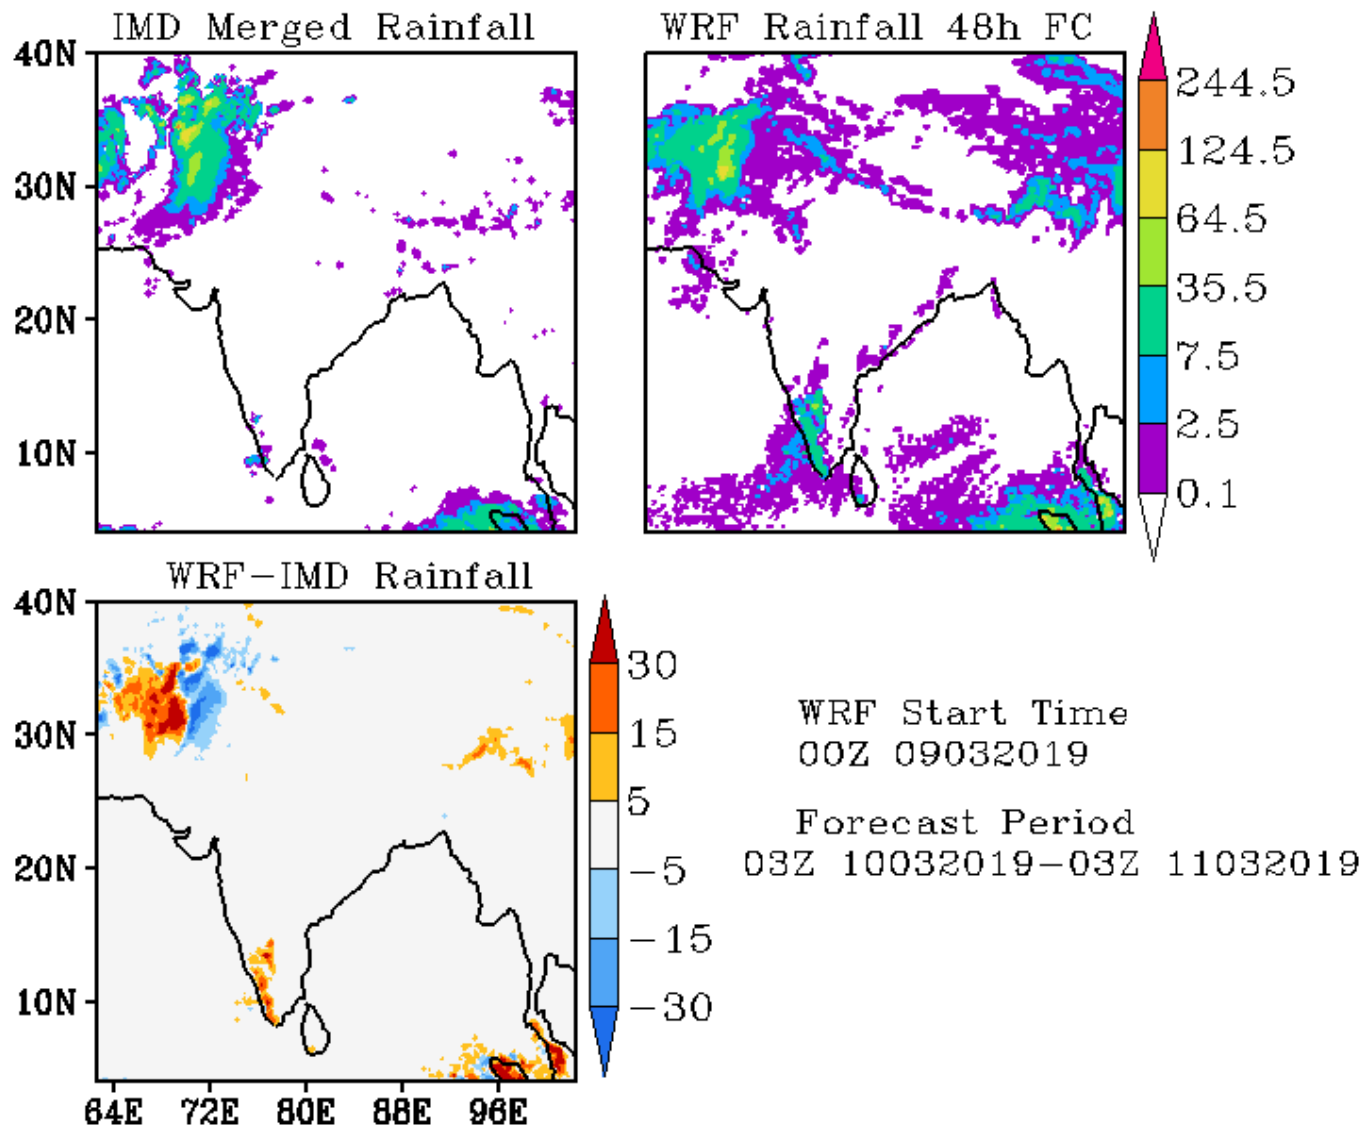 IMD Merged Rainfall
WRF Rainfall 48h FC
40N
30N
20N
10N
244.5
124.5
64.5
35.5
7.5
2.5
0.1
WRF-IMD Rainfall
40N
30N
20N
10N
64E 72E 80E 88E 96E
30
15
5
-5
-15
-30
WRF Start Time
00Z 09032019
Forecast Period
03Z 10032019-03Z 11032019